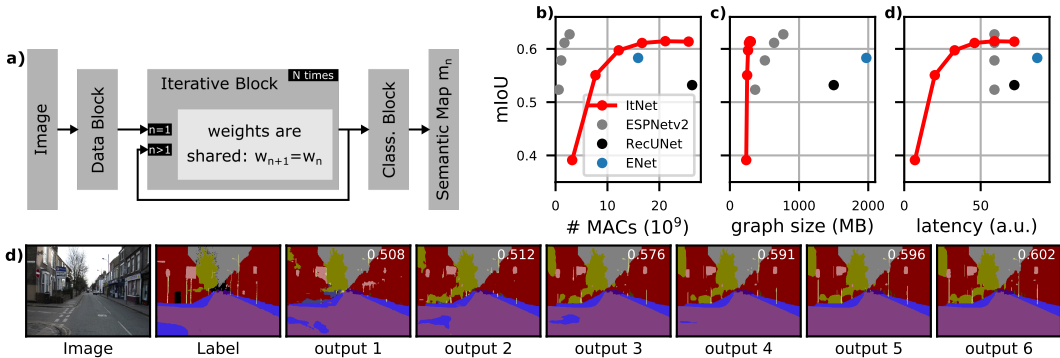 a)
Image
Data Block
Iterative Block
N times
n=1
n>1
weights are
shared: wn+1=wn
Class. Block
Semantic Map mn
b)
mIoU
0.6
0.5
0.4
0
10
20
# MACs (10^9)
ItNet
ESPNetv2
RecUNet
ENet
c)
0
1000
2000
graph size (MB)
d)
0
50
latency (a.u.)
d)
0.508
0.512
0.576
0.591
0.596
0.602
Image
Label
output 1
output 2
output 3
output 4
output 5
output 6